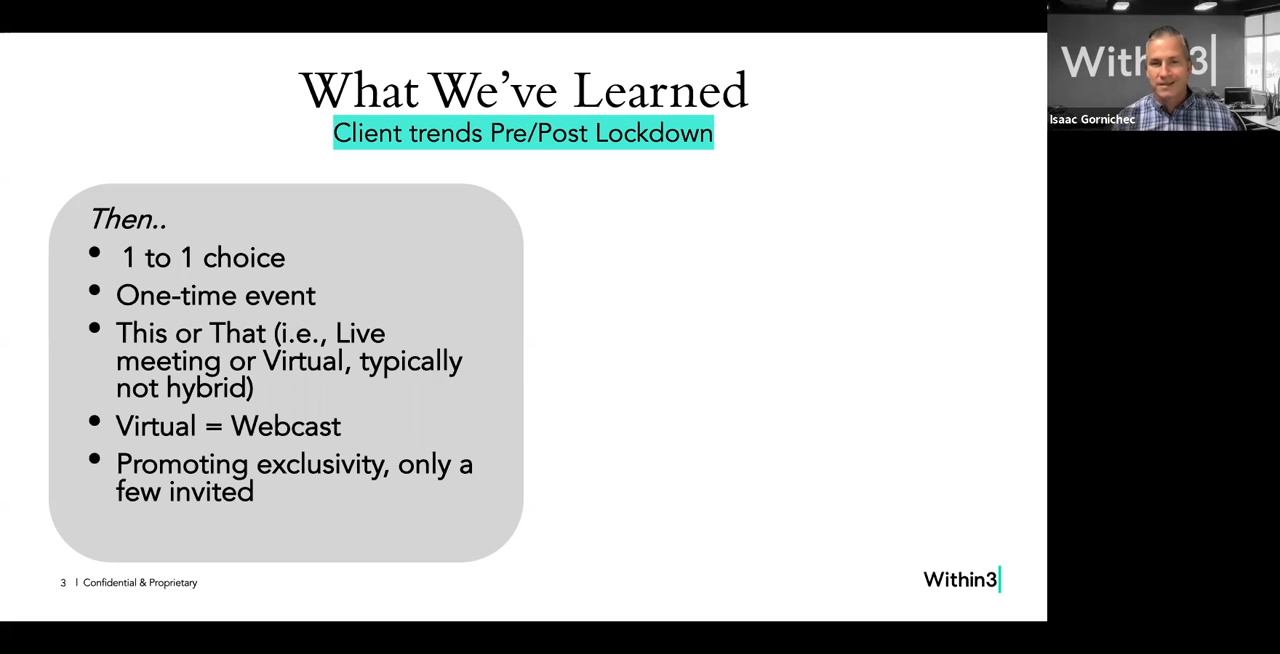 What We've Learned
Client trends Pre/Post Lockdown
Then..
• 1 to 1 choice
• One-time event
• This or That (i.e., Live
meeting or Virtual, typically
not hybrid)
• Virtual = Webcast
• Promoting exclusivity, only a
few invited
3 | Confidential & Proprietary
Within3
With 3
Isaac Gornichec